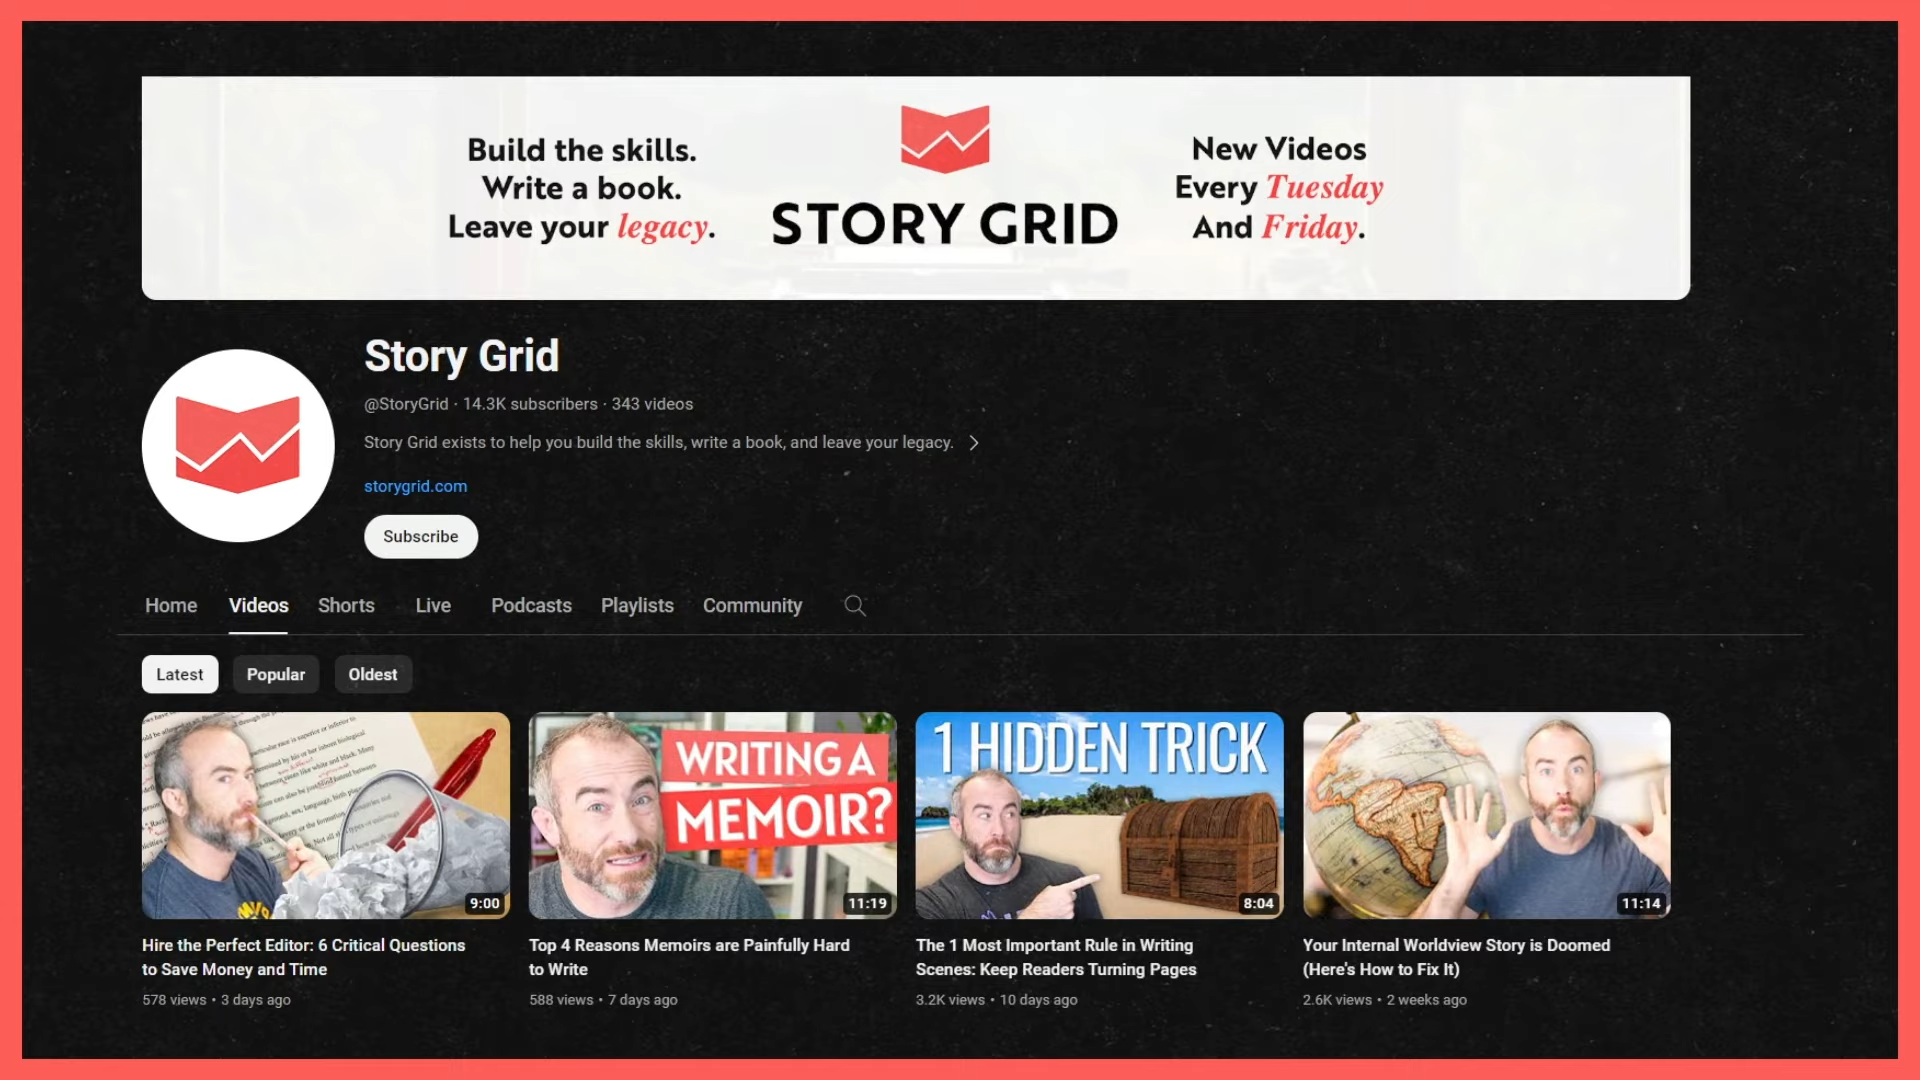 Build the skills.
Write a book.
Leave your legacy.
STORY GRID
New Videos
Every Tuesday
And Friday.
Story Grid
@StoryGrid · 14.3K subscribers · 343 videos
Story Grid exists to help you build the skills, write a book, and leave your legacy.
storygrid.com
Subscribe
Home Videos Shorts Live Podcasts Playlists Community
Latest Popular Oldest
9:00
WRITING A
MEMOIR?
11:19
1 HIDDEN TRICK
8:04
11:14
Hire the Perfect Editor: 6 Critical Questions
to Save Money and Time
578 views • 3 days ago
Top 4 Reasons Memoirs are Painfully Hard
to Write
588 views • 7 days ago
The 1 Most Important Rule in Writing
Scenes: Keep Readers Turning Pages
3.2K views • 10 days ago
Your Internal Worldview Story is Doomed
(Here's How to Fix It)
2.6K views • 2 weeks ago